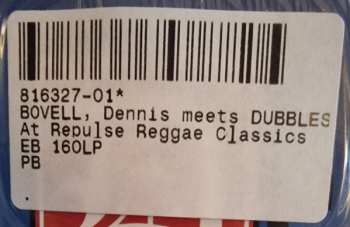 816327-01*
BOVELL, Dennis meets DUBBLES
At Repulse Reggae Classics
EB 160LP
PB